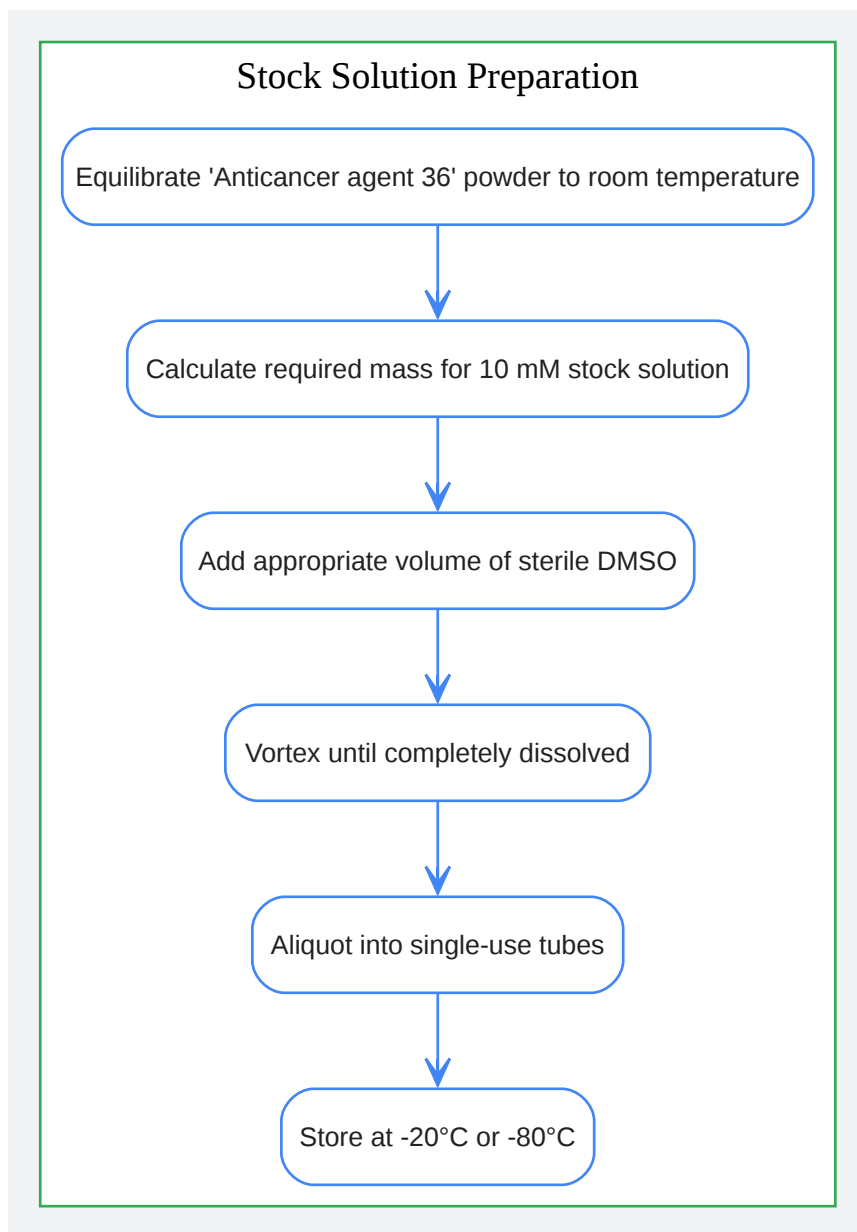 Stock Solution Preparation
Equilibrate 'Anticancer agent 36' powder to room temperature
Calculate required mass for 10 mM stock solution
Add appropriate volume of sterile DMSO
Vortex until completely dissolved
Aliquot into single-use tubes
Store at -20°C or -80°C